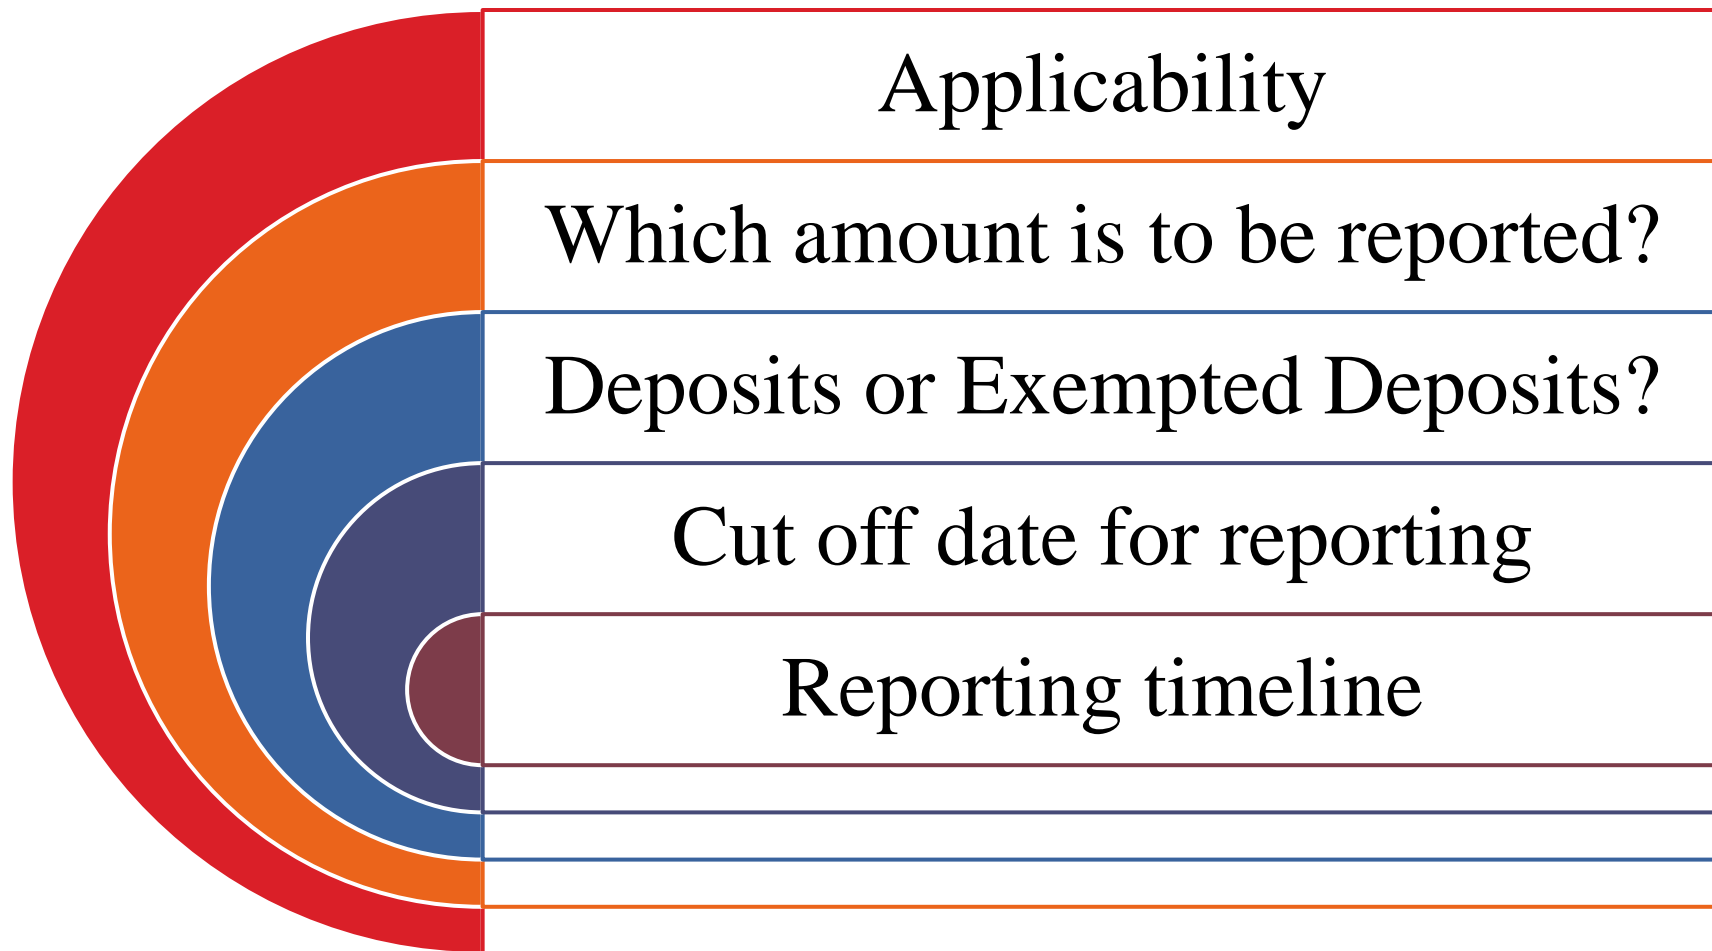 Applicability
Which amount is to be reported?
Deposits or Exempted Deposits?
Cut off date for reporting
Reporting timeline